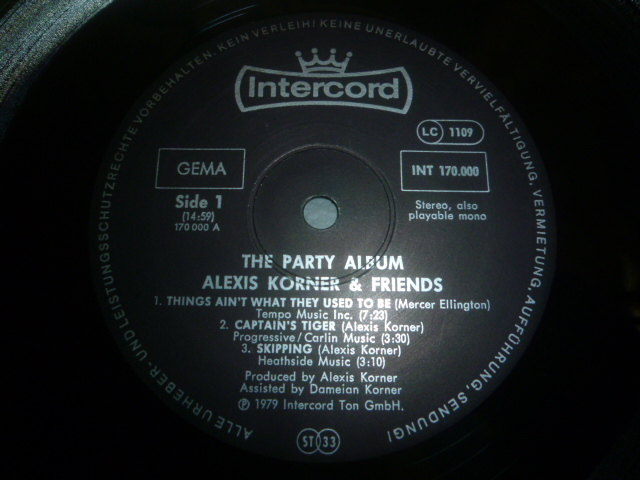 ALLE URHEBER- UND LEISTUNGSSCHUTZRECHTE VORBEHALTEN. KEIN VERLEIH! KEINE UNERLAUBTE VERVIELFÄLTIGUNG, VERMIETUNG, AUFFÜHRUNG, SENDUNG!
Intercord
LC 1109
GEMA
INT 170.000
Side 1
(14:59)
170 000 A
Stereo, also
playable mono
THE PARTY ALBUM
ALEXIS KORNER & FRIENDS
1. THINGS AIN'T WHAT THEY USED TO BE (Mercer Ellington)
Tempo Music Inc. (7:23)
2. CAPTAIN'S TIGER (Alexis Korner)
Progressive/Carlin Music (3:30)
3. SKIPPING (Alexis Korner)
Heathside Music (3:10)
Produced by Alexis Korner
Assisted by Dameian Korner
Ⓟ 1979 Intercord Ton GmbH.
ST 33